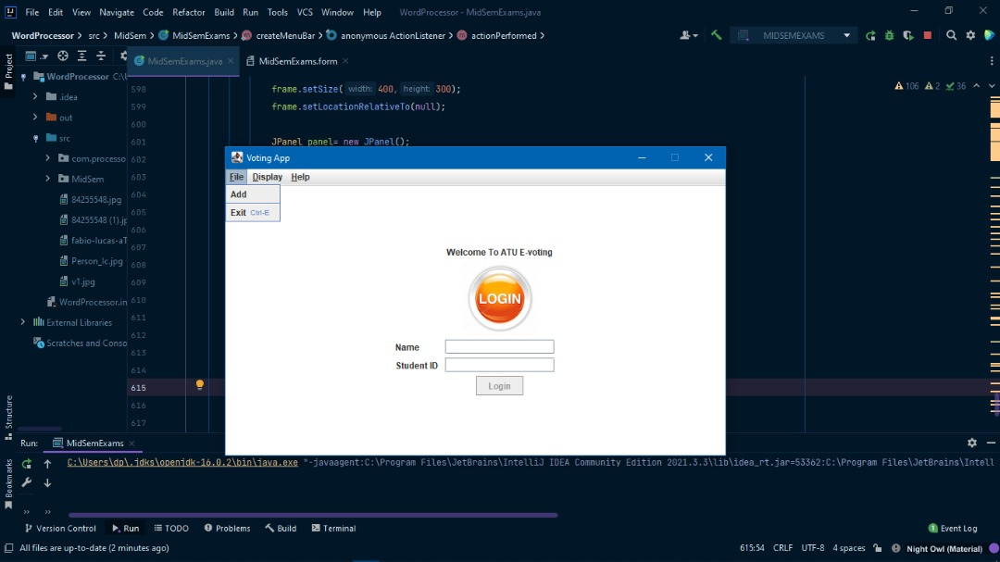 File Edit View Navigate Code Refactor Build Run Tools VCS Window Help WordProcessor - MidSemExams.java
WordProcessor src MidSem MidSemExams createMenuBar anonymous ActionListener actionPerformed MIDSEMEXAMS
Project
MidSemExams.java
MidSemExams.form
WordProcessor C:\U
.idea
out
src
com.processo
MidSem
84255548.jpg
84255548 (1).jp
fabio-lucas-aT
Person_lc.jpg
v1.jpg
WordProcessor.im
External Libraries
Scratches and Conso
598 frame.setSize( width: 400, height: 300);
599 frame.setLocationRelativeTo(null);
600
601 JPanel panel= new JPanel();
602
603
604
605
606
607
608
609
610
611
612
613
614
615
616
617
106 2 36
Voting App
File Display Help
Add
Exit Ctrl-E
Welcome To ATU E-voting
LOGIN
Name
Student ID
Login
Structure
Bookmarks
Run: MidSemExams
C:\Users\dp\.jdks\openjdk-16.0.2\bin\java.exe "-javaagent:C:\Program Files\JetBrains\IntelliJ IDEA Community Edition 2021.3.3\lib\idea_rt.jar=53362:C:\Program Files\JetBrains\Intell
Version Control Run TODO Problems Build Terminal 1 Event Log
All files are up-to-date (2 minutes ago) 615:54 CRLF UTF-8 4 spaces Night Owl (Material)